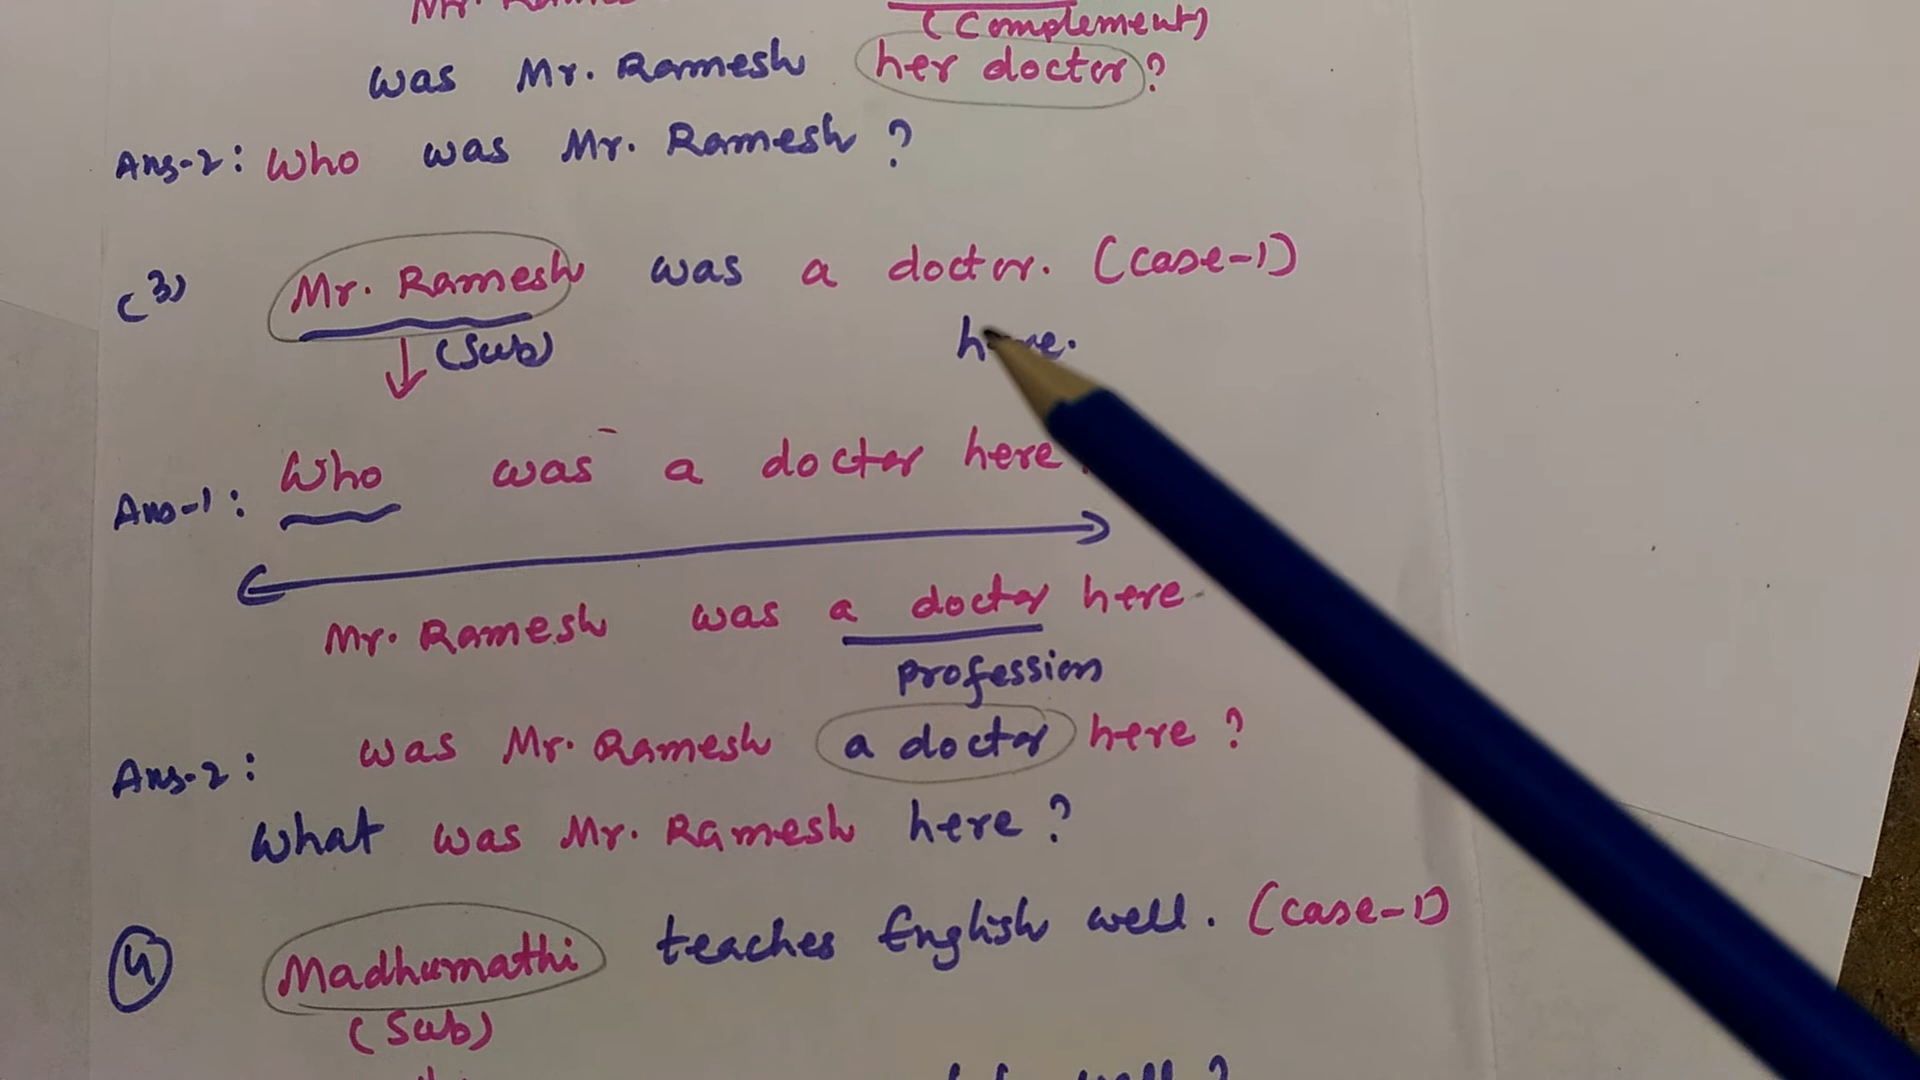 (Complement)
was Mr. Ramesh her doctor?
Ans-2: Who was Mr. Ramesh?
(3) Mr. Ramesh was a doctor. (case-1)
(Sub) here.
Ans-1: Who was a doctor here
Mr. Ramesh was a doctor here
profession
Ans-2: was Mr. Ramesh a doctor here?
What was Mr. Ramesh here?
4 Madhumathi teaches English well. (case-1)
(Sub)